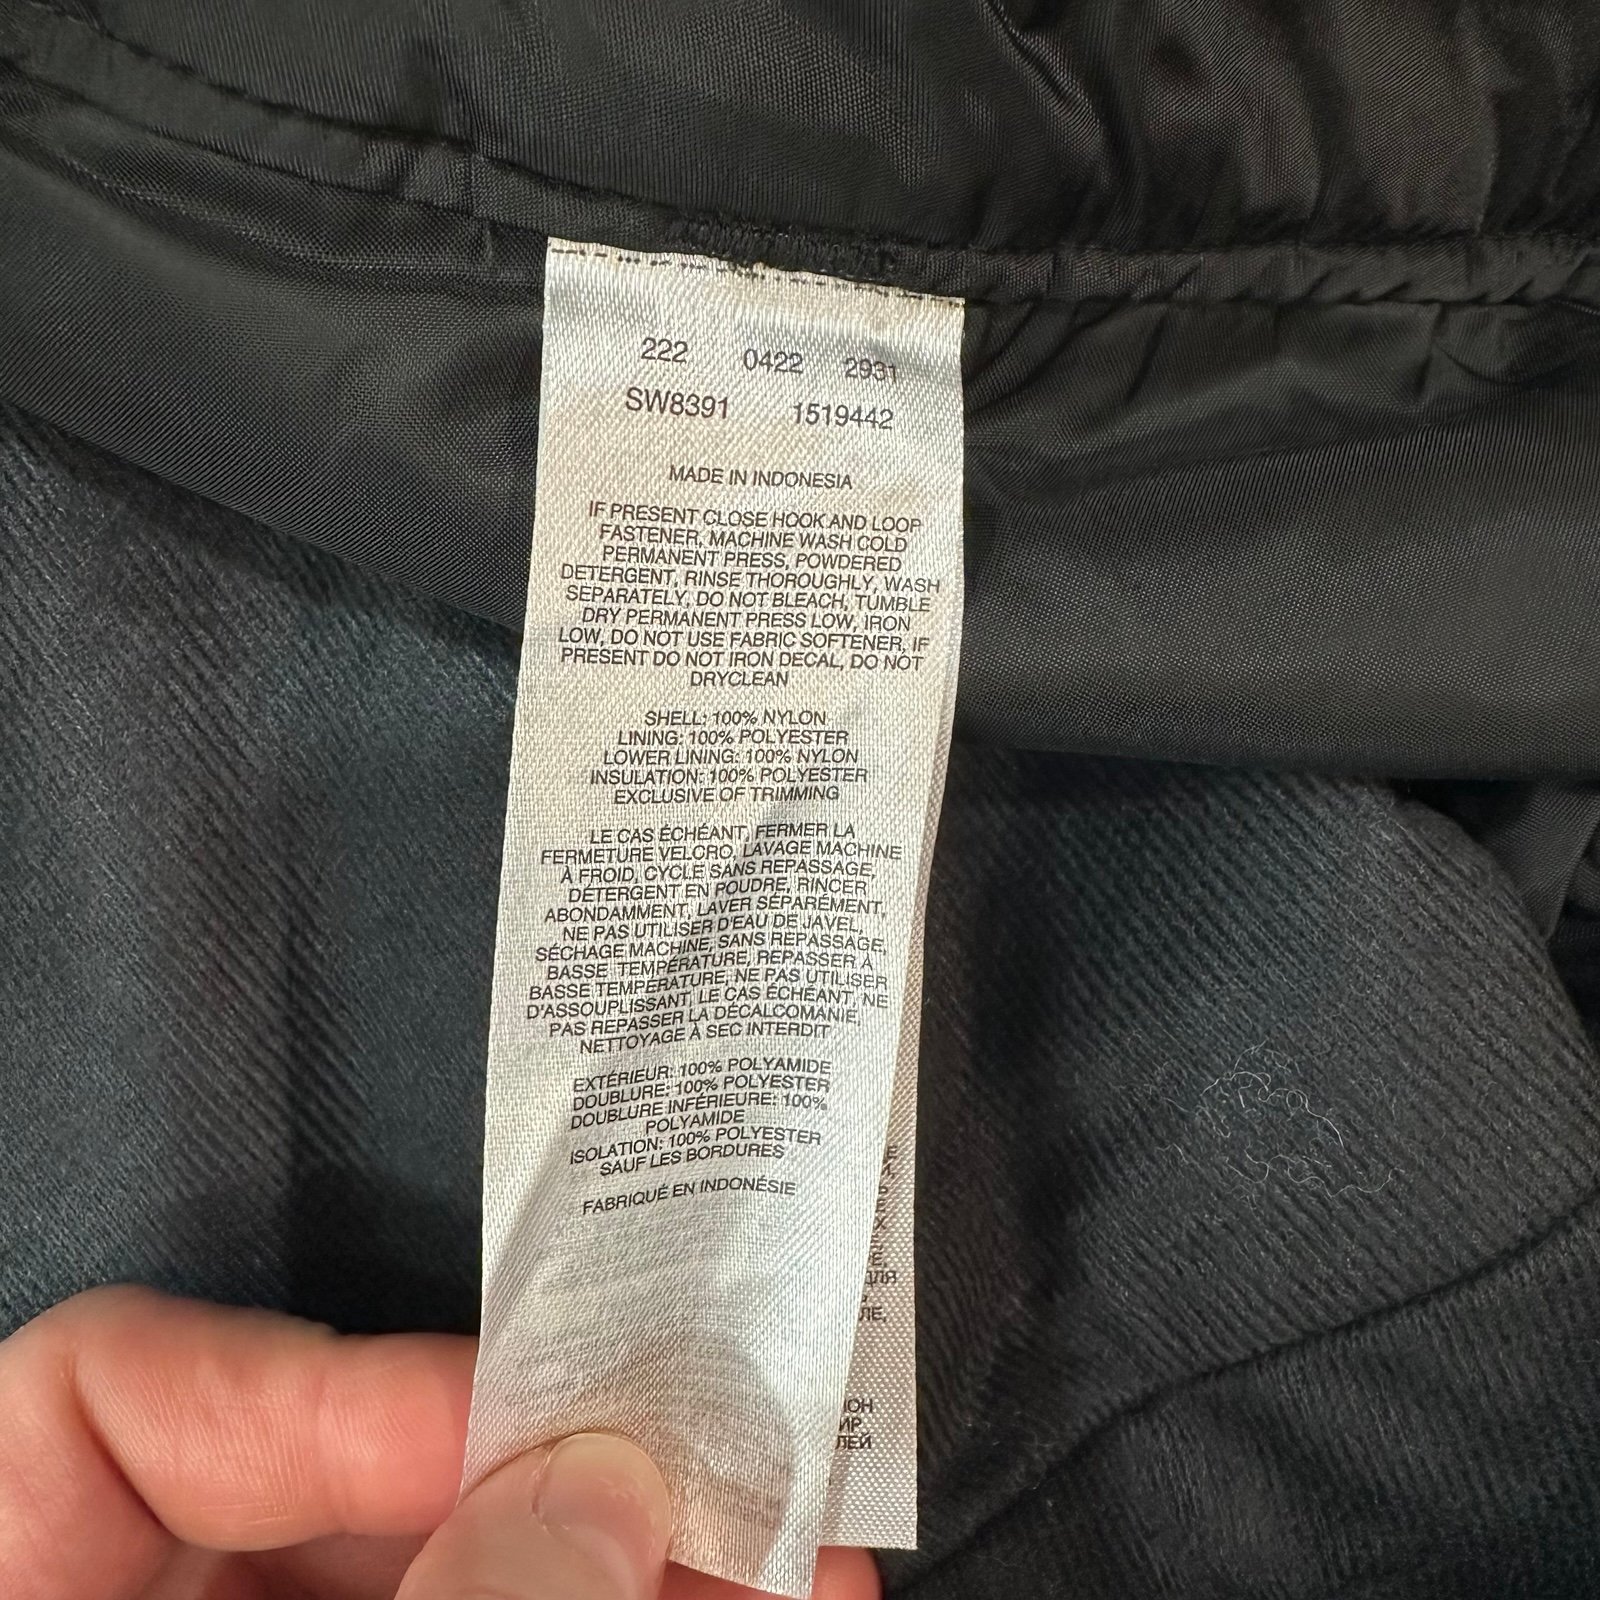 222 0422 2931
SW8391 1519442
MADE IN INDONESIA
IF PRESENT CLOSE HOOK AND LOOP
FASTENER, MACHINE WASH COLD
PERMANENT PRESS, POWDERED
DETERGENT, RINSE THOROUGHLY, WASH
SEPARATELY, DO NOT BLEACH, TUMBLE
DRY PERMANENT PRESS LOW, IRON
LOW, DO NOT USE FABRIC SOFTENER, IF
PRESENT DO NOT IRON DECAL, DO NOT
DRYCLEAN
SHELL: 100% NYLON
LINING: 100% POLYESTER
LOWER LINING: 100% NYLON
INSULATION: 100% POLYESTER
EXCLUSIVE OF TRIMMING
LE CAS ÉCHÉANT, FERMER LA
FERMETURE VELCRO, LAVAGE MACHINE
À FROID, CYCLE SANS REPASSAGE,
DÉTERGENT EN POUDRE, RINCER
ABONDAMMENT, LAVER SÉPARÉMENT,
NE PAS UTILISER D'EAU DE JAVEL,
SÉCHAGE MACHINE, SANS REPASSAGE,
BASSE TEMPÉRATURE, REPASSER À
BASSE TEMPÉRATURE, NE PAS UTILISER
D'ASSOUPLISSANT, LE CAS ÉCHÉANT, NE
PAS REPASSER LA DÉCALCOMANIE,
NETTOYAGE À SEC INTERDIT
EXTÉRIEUR: 100% POLYAMIDE
DOUBLURE: 100% POLYESTER
DOUBLURE INFÉRIEURE: 100%
POLYAMIDE
ISOLATION: 100% POLYESTER
SAUF LES BORDURES
FABRIQUÉ EN INDONÉSIE